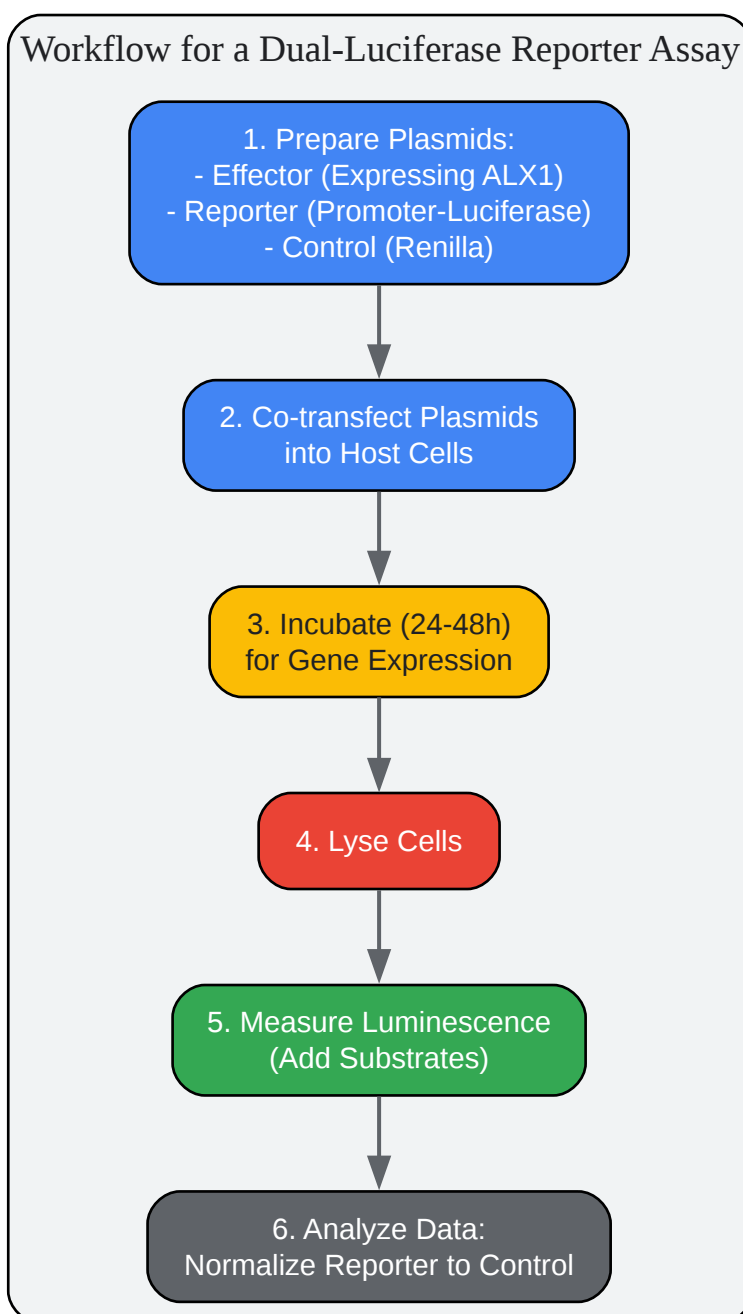 Workflow for a Dual-Luciferase Reporter Assay
1. Prepare Plasmids:
- Effector (Expressing ALX1)
- Reporter (Promoter-Luciferase)
- Control (Renilla)
2. Co-transfect Plasmids
into Host Cells
3. Incubate (24-48h)
for Gene Expression
4. Lyse Cells
5. Measure Luminescence
(Add Substrates)
6. Analyze Data:
Normalize Reporter to Control